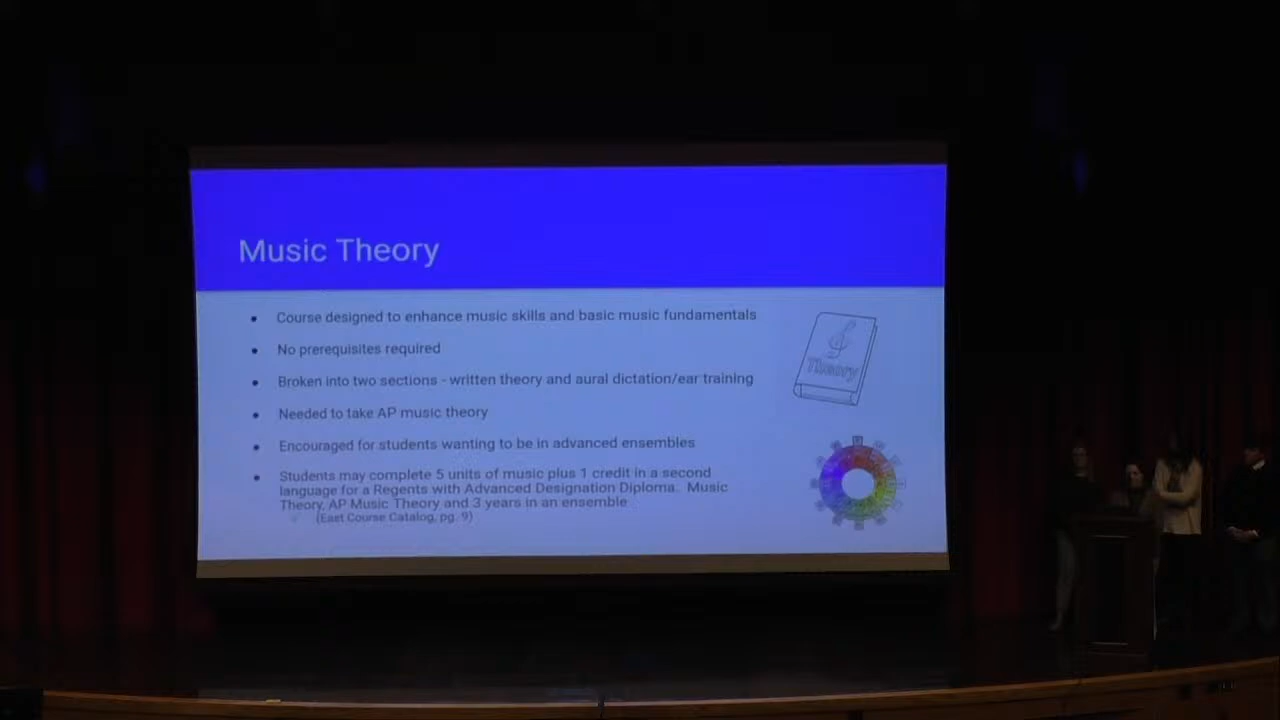 Music Theory
Course designed to enhance music skills and basic music fundamentals
No prerequisites required
Broken into two sections - written theory and aural dictation/ear training
Needed to take AP music theory
Encouraged for students wanting to be in advanced ensembles
Students may complete 5 units of music plus 1 credit in a second
language for a Regents with Advanced Designation Diploma.. Music
Theory, AP Music Theory and 3 years in an ensemble
(East Course Catalog, pg. 9)
Theory